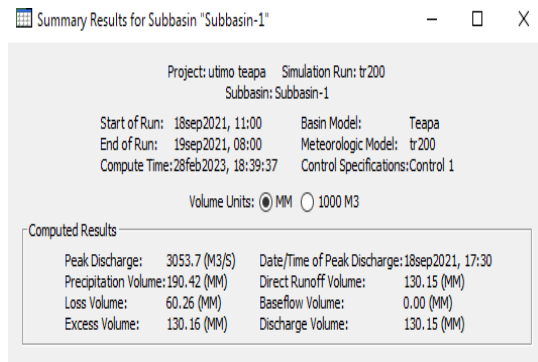 Summary Results for Subbasin "Subbasin-1"
Project: utimo teapa Simulation Run: tr200
Subbasin: Subbasin-1
Start of Run: 18sep2021, 11:00 Basin Model: Teapa
End of Run: 19sep2021, 08:00 Meteorologic Model: tr200
Compute Time:28feb2023, 18:39:37 Control Specifications:Control 1
Volume Units: MM 1000 M3
Computed Results
Peak Discharge: 3053.7 (M3/S) Date/Time of Peak Discharge:18sep2021, 17:30
Precipitation Volume:190.42 (MM) Direct Runoff Volume: 130.15 (MM)
Loss Volume: 60.26 (MM) Baseflow Volume: 0.00 (MM)
Excess Volume: 130.16 (MM) Discharge Volume: 130.15 (MM)